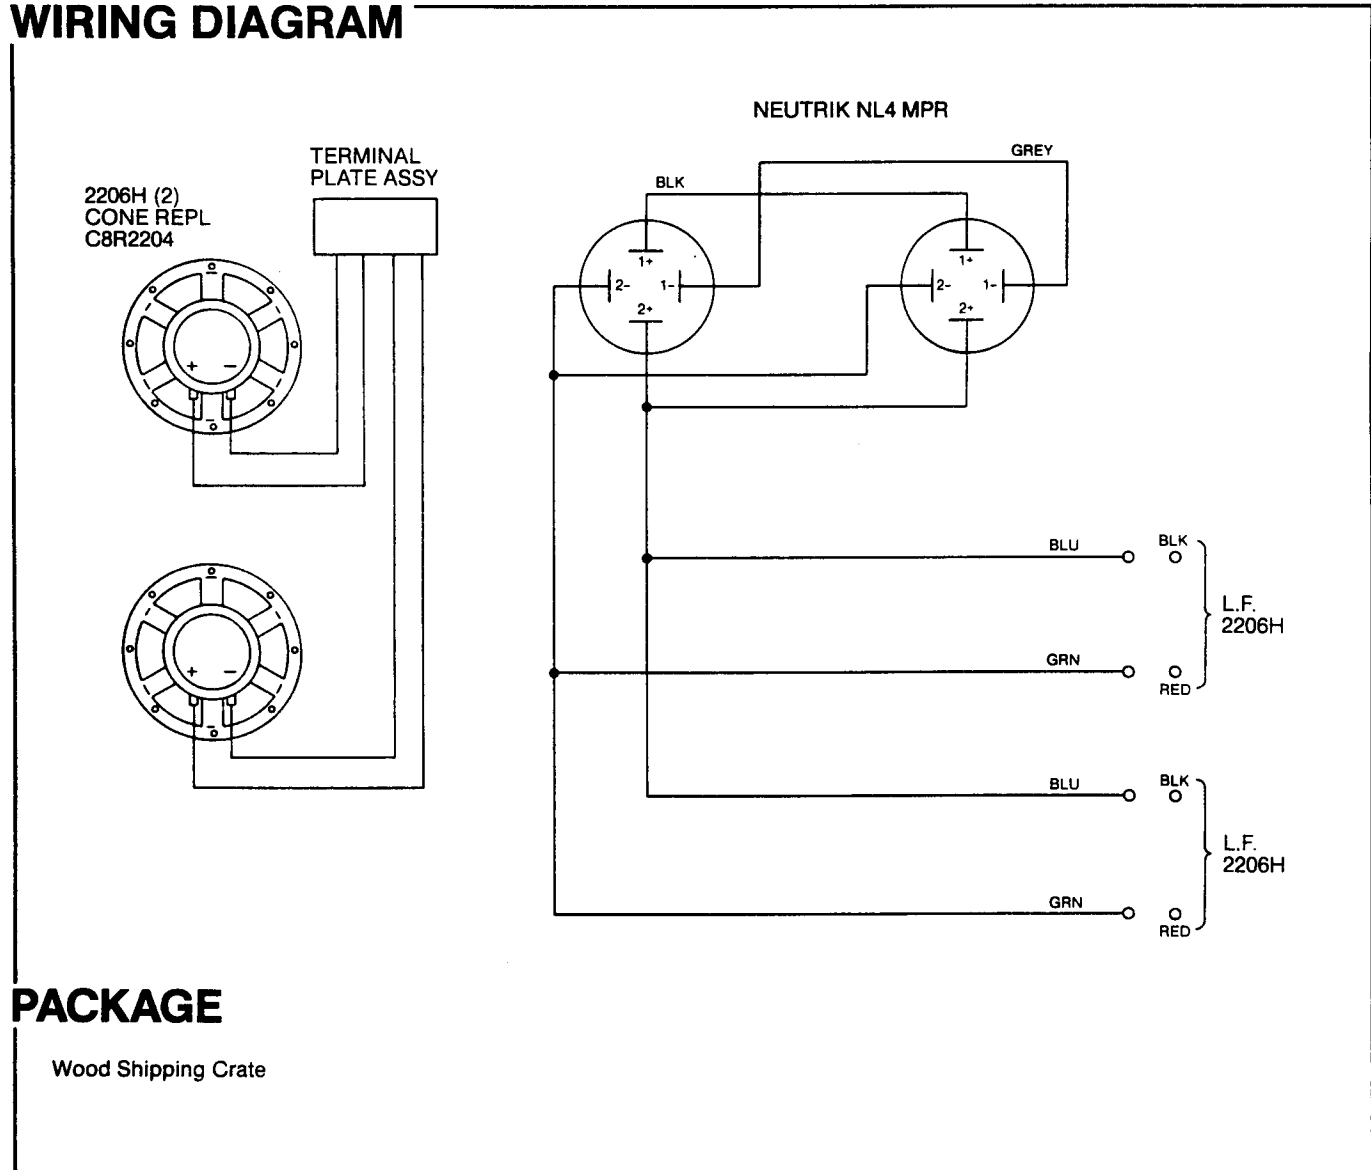 WIRING DIAGRAM
NEUTRIK NL4 MPR
TERMINAL
PLATE ASSY
2206H (2)
CONE REPL
C8R2204
+ −
+ −
BLK
GREY
1+
2−
1−
2+
1+
2−
1−
2+
BLU
BLK
GRN
RED
L.F.
2206H
BLU
BLK
GRN
RED
L.F.
2206H
PACKAGE
Wood Shipping Crate